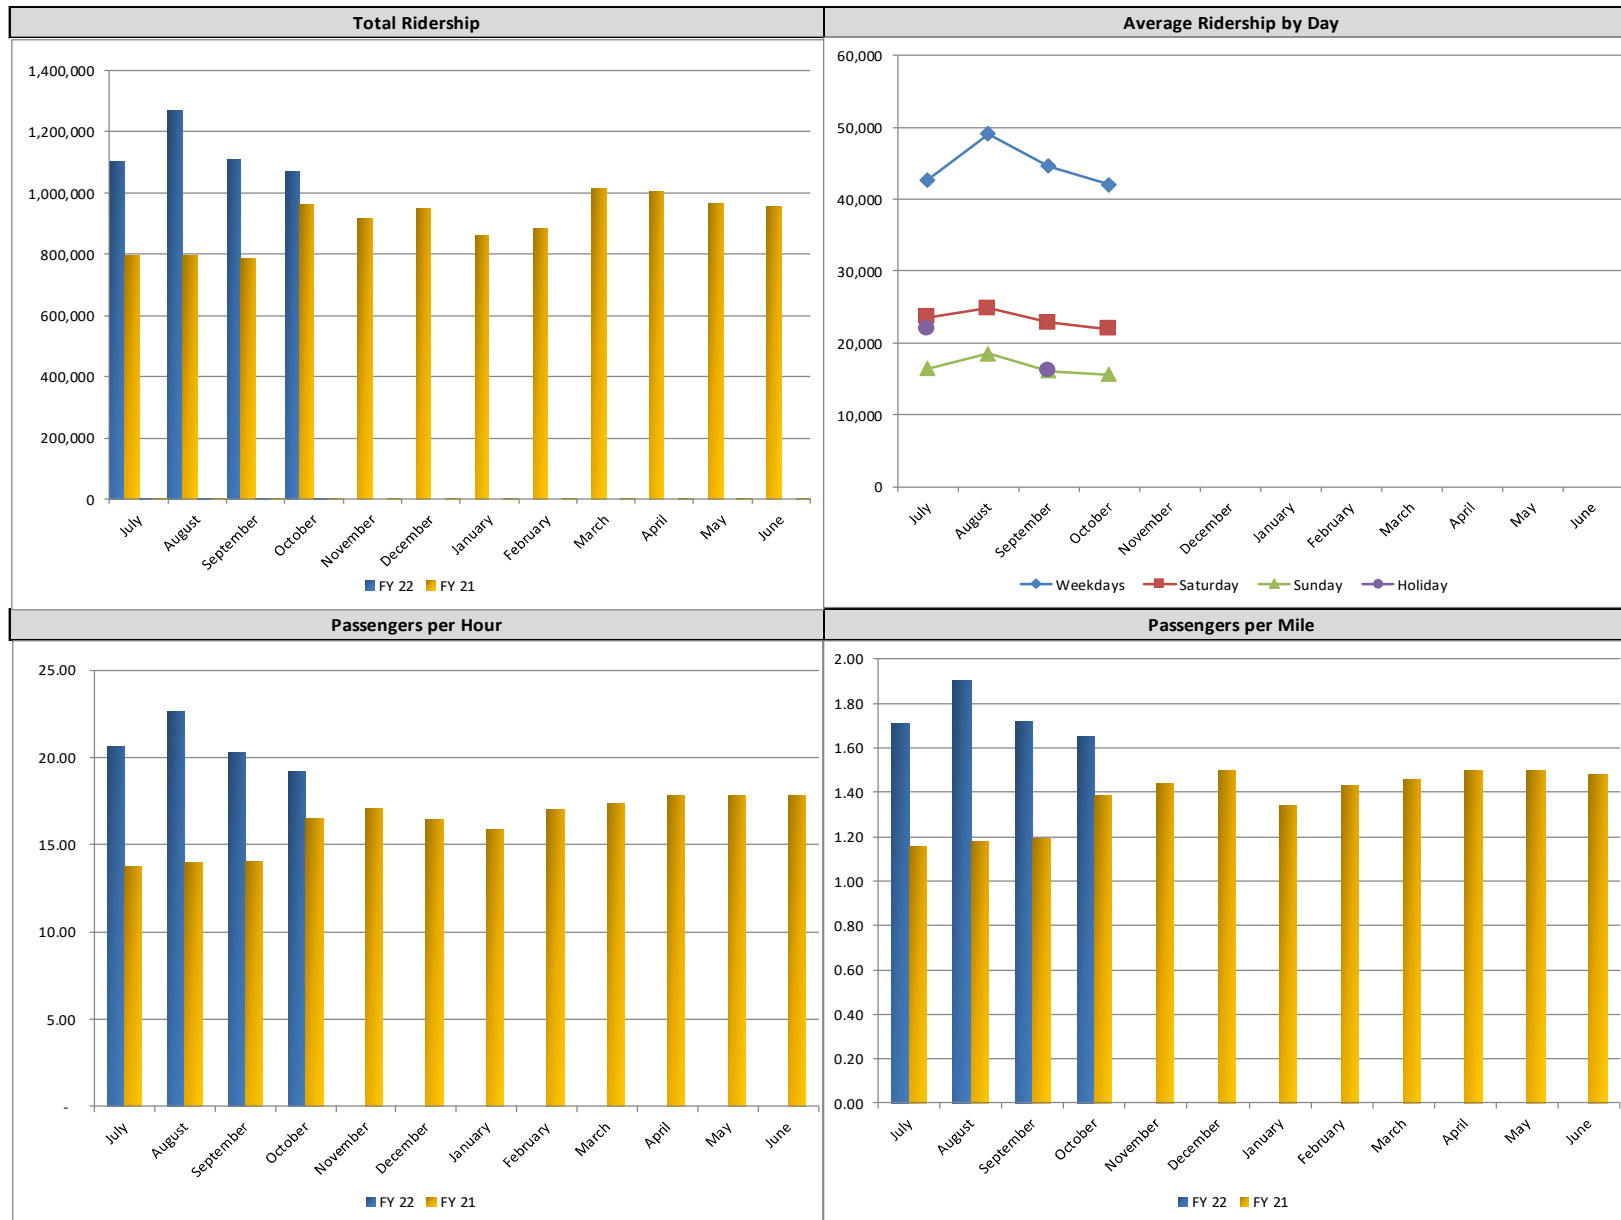 Total Ridership
1,400,000
1,200,000
1,000,000
800,000
600,000
400,000
200,000
0
July August September October November December January February March April May June
FY 22 FY 21
Average Ridership by Day
60,000
50,000
40,000
30,000
20,000
10,000
0
July August September October November December January February March April May June
Weekdays Saturday Sunday Holiday
Passengers per Hour
25.00
20.00
15.00
10.00
5.00
-
July August September October November December January February March April May June
FY 22 FY 21
Passengers per Mile
2.00
1.80
1.60
1.40
1.20
1.00
0.80
0.60
0.40
0.20
0.00
July August September October November December January February March April May June
FY 22 FY 21